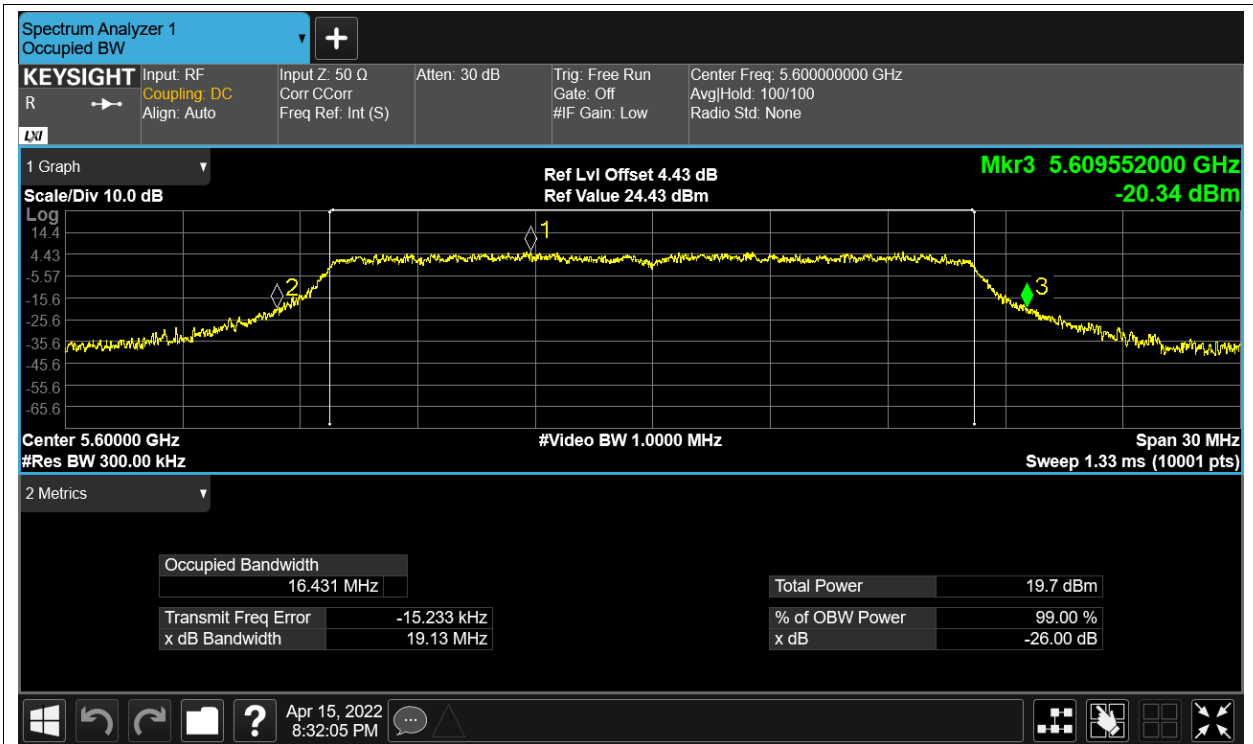 Spectrum Analyzer 1
Occupied BW
KEYSIGHT
R
LXI
Input: RF
Coupling: DC
Align: Auto
Input Z: 50 Ω
Corr CCorr
Freq Ref: Int (S)
Atten: 30 dB
Trig: Free Run
Gate: Off
#IF Gain: Low
Center Freq: 5.600000000 GHz
Avg|Hold: 100/100
Radio Std: None
1 Graph
Scale/Div 10.0 dB
Ref Lvl Offset 4.43 dB
Ref Value 24.43 dBm
Mkr3 5.609552000 GHz
-20.34 dBm
Log
14.4
4.43
-5.57
-15.6
-25.6
-35.6
-45.6
-55.6
-65.6
1
2
3
Center 5.60000 GHz
#Res BW 300.00 kHz
#Video BW 1.0000 MHz
Span 30 MHz
Sweep 1.33 ms (10001 pts)
2 Metrics
Occupied Bandwidth
16.431 MHz
Transmit Freq Error -15.233 kHz
x dB Bandwidth 19.13 MHz
Total Power 19.7 dBm
% of OBW Power 99.00 %
x dB -26.00 dB
?
Apr 15, 2022
8:32:05 PM